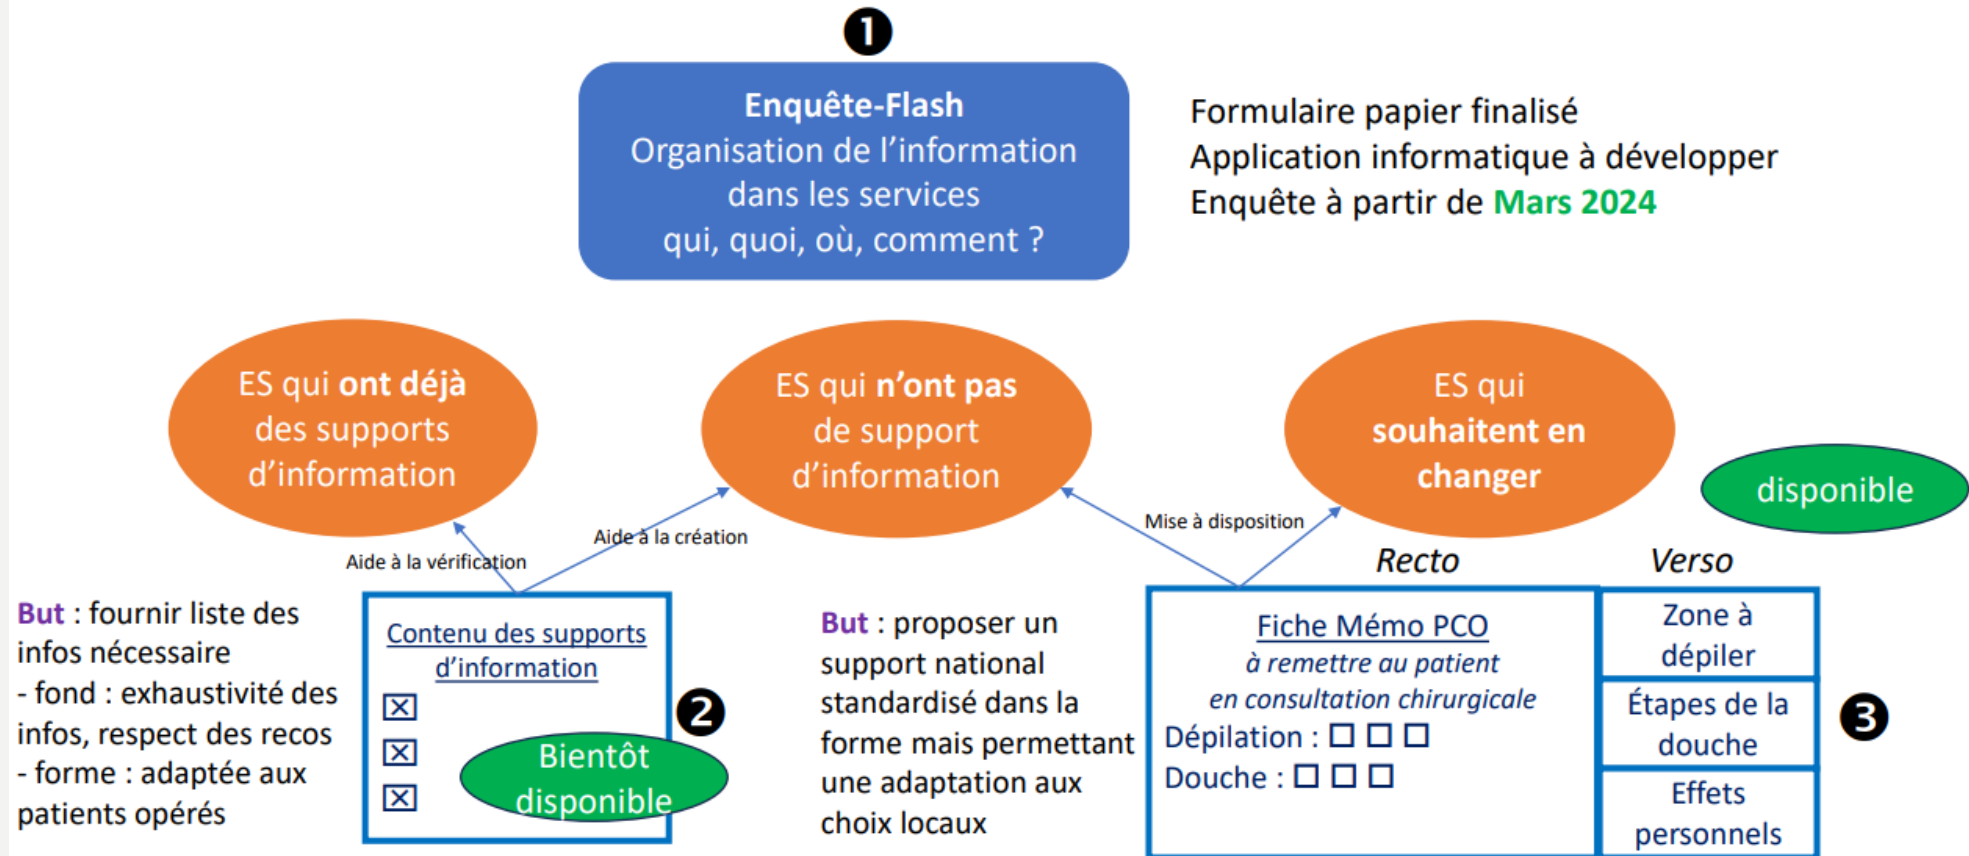 ❶
Enquête-Flash
Organisation de l'information
dans les services
qui, quoi, où, comment ?
Formulaire papier finalisé
Application informatique à développer
Enquête à partir de Mars 2024
ES qui ont déjà
des supports
d'information
ES qui n'ont pas
de support
d'information
ES qui
souhaitent en
changer
disponible
Aide à la vérification
Aide à la création
Mise à disposition
But : fournir liste des
infos nécessaire
- fond : exhaustivité des
infos, respect des recos
- forme : adaptée aux
patients opérés
Contenu des supports
d'information
☒
☒
☒
Bientôt
disponible
❷
But : proposer un
support national
standardisé dans la
forme mais permettant
une adaptation aux
choix locaux
Recto
Fiche Mémo PCO
à remettre au patient
en consultation chirurgicale
Dépilation : ☐ ☐ ☐
Douche : ☐ ☐ ☐
Verso
Zone à
dépiler
Étapes de la
douche
Effets
personnels
❸